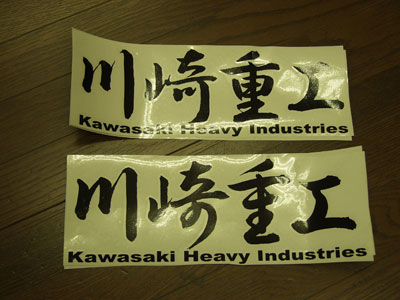 川崎重工
Kawasaki Heavy Industries
川崎重工
Kawasaki Heavy Industries